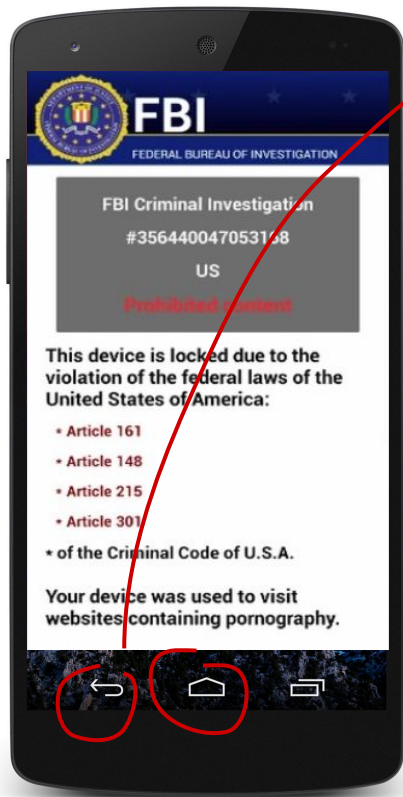 FBI
FEDERAL BUREAU OF INVESTIGATION
FBI Criminal Investigation
#356440047053168
US
Prohibited content
This device is locked due to the
violation of the federal laws of the
United States of America:
* Article 161
* Article 148
* Article 215
* Article 301
* of the Criminal Code of U.S.A.
Your device was used to visit
websites containing pornography.